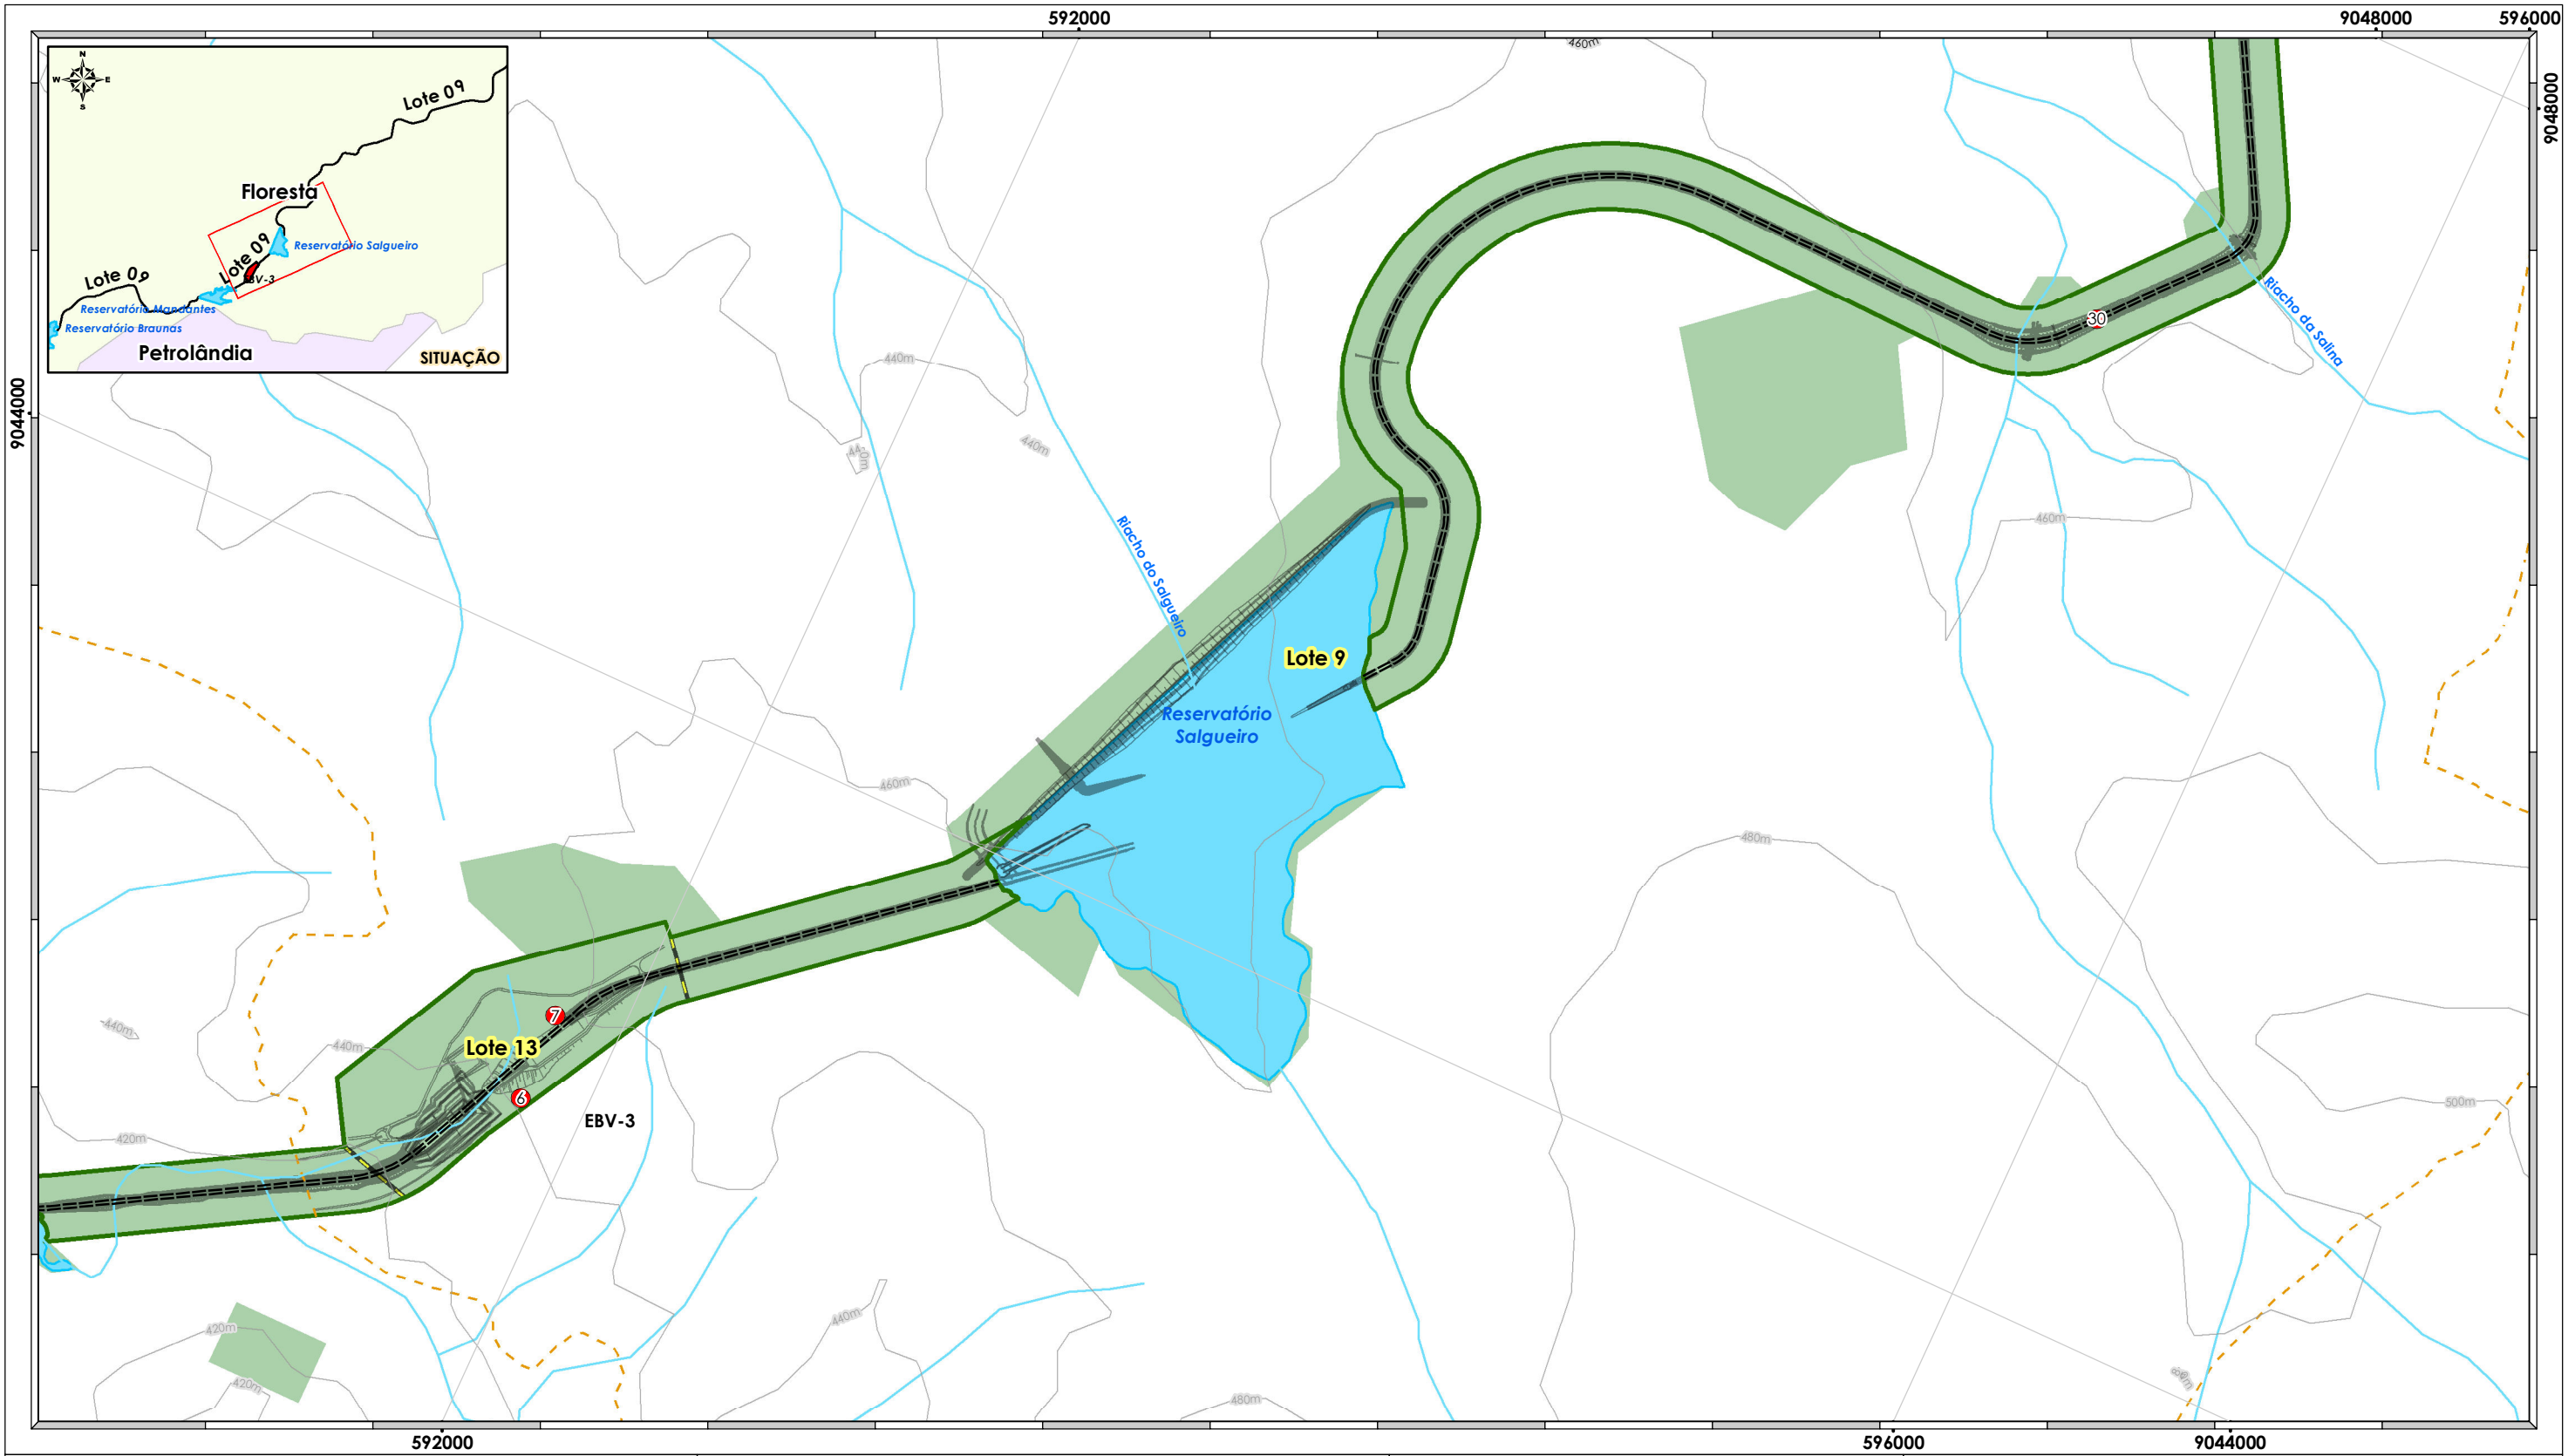 592000
9048000
596000
460m
N
W
E
S
Lote 09
Floresta
Reservatório Salgueiro
Lote 09
EBV-3
Lote 09
Reservatório Mandantes
Reservatório Braunas
Petrolândia
SITUAÇÃO
9048000
9044000
30
Riacho da Salina
440m
440m
440m
460m
Riacho do Salgueiro
Lote 9
Reservatório
Salgueiro
460m
480m
7
440m
440m
Lote 13
6
EBV-3
500m
420m
440m
420m
420m
480m
592000
596000
9044000